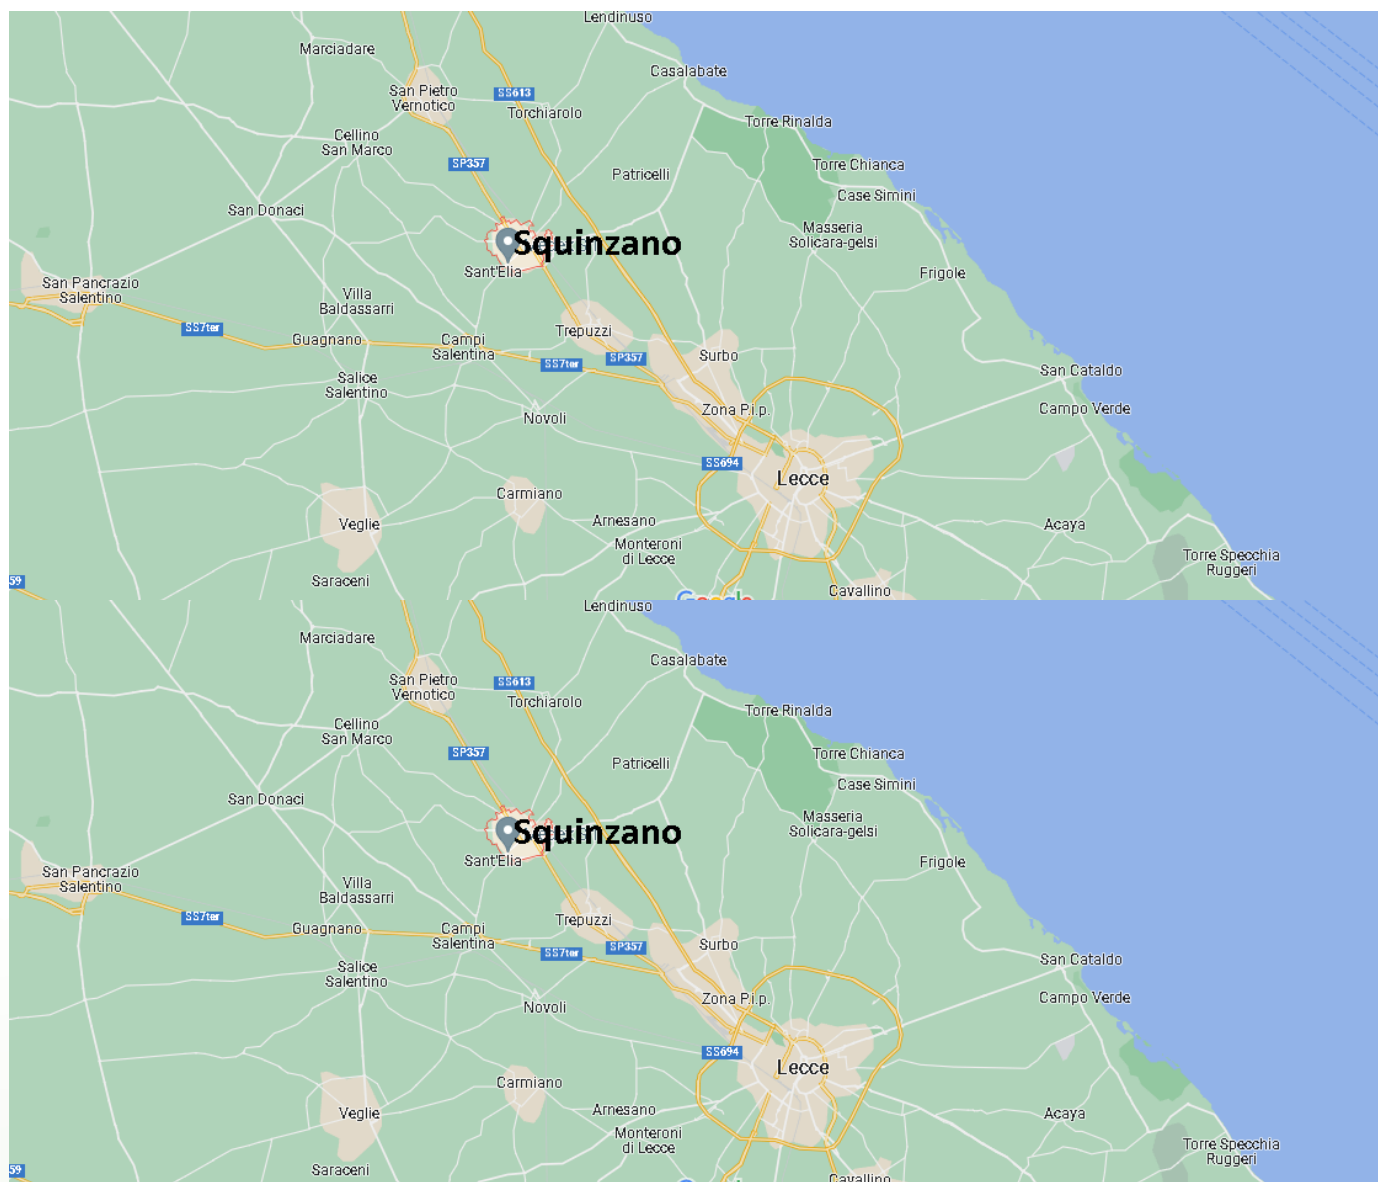 Lendinuso
Marciadare
Casalabate
San Pietro
Vernotico
SS613
Torchiarolo
Torre Rinalda
Cellino
San Marco
SP357
Torre Chianca
Patricelli
Case Simini
San Donaci
Masseria
Solicara-gelsi
Squinzano
Sant'Elia
Frigole
San Pancrazio
Salentino
Villa
Baldassarri
SS7ter
Trepuzzi
Guagnano
Campi
Salentina
SS7ter
SP357
Surbo
San Cataldo
Salice
Salentino
Zona P.i.p.
Campo Verde
Novoli
SS694
Lecce
Carmiano
Veglie
Arnesano
Acaya
Monteroni
di Lecce
Torre Specchia
Ruggeri
59
Saraceni
Cavallino
Google
Lendinuso
Marciadare
Casalabate
San Pietro
Vernotico
SS613
Torchiarolo
Torre Rinalda
Cellino
San Marco
SP357
Torre Chianca
Patricelli
Case Simini
San Donaci
Masseria
Solicara-gelsi
Squinzano
Sant'Elia
Frigole
San Pancrazio
Salentino
Villa
Baldassarri
SS7ter
Trepuzzi
Guagnano
Campi
Salentina
SS7ter
SP357
Surbo
San Cataldo
Salice
Salentino
Zona P.i.p.
Campo Verde
Novoli
SS694
Lecce
Carmiano
Veglie
Arnesano
Acaya
Monteroni
di Lecce
Torre Specchia
Ruggeri
59
Saraceni
Cavallino